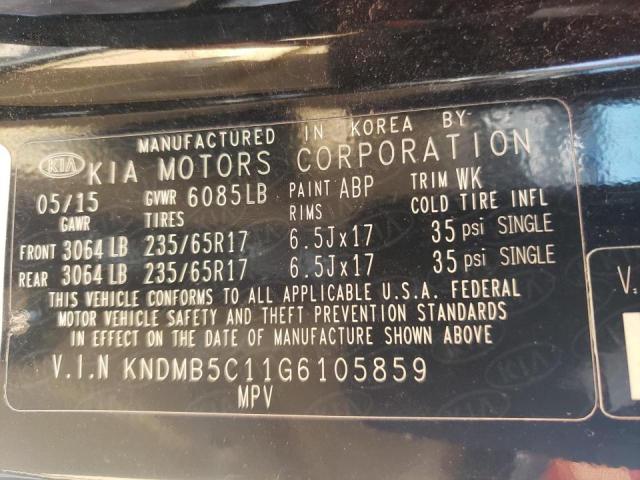 MANUFACTURED IN KOREA BY
KIA KIA MOTORS CORPORATION
05/15 GVWR 6085LB PAINT ABP TRIM WK
GAWR TIRES RIMS COLD TIRE INFL
FRONT 3064 LB 235/65R17 6.5Jx17 35 psi SINGLE
REAR 3064 LB 235/65R17 6.5Jx17 35 psi SINGLE
THIS VEHICLE CONFORMS TO ALL APPLICABLE U.S.A. FEDERAL
MOTOR VEHICLE SAFETY AND THEFT PREVENTION STANDARDS
IN EFFECT ON THE DATE OF MANUFACTURE SHOWN ABOVE
V.I.N KNDMB5C11G6105859
MPV
V.